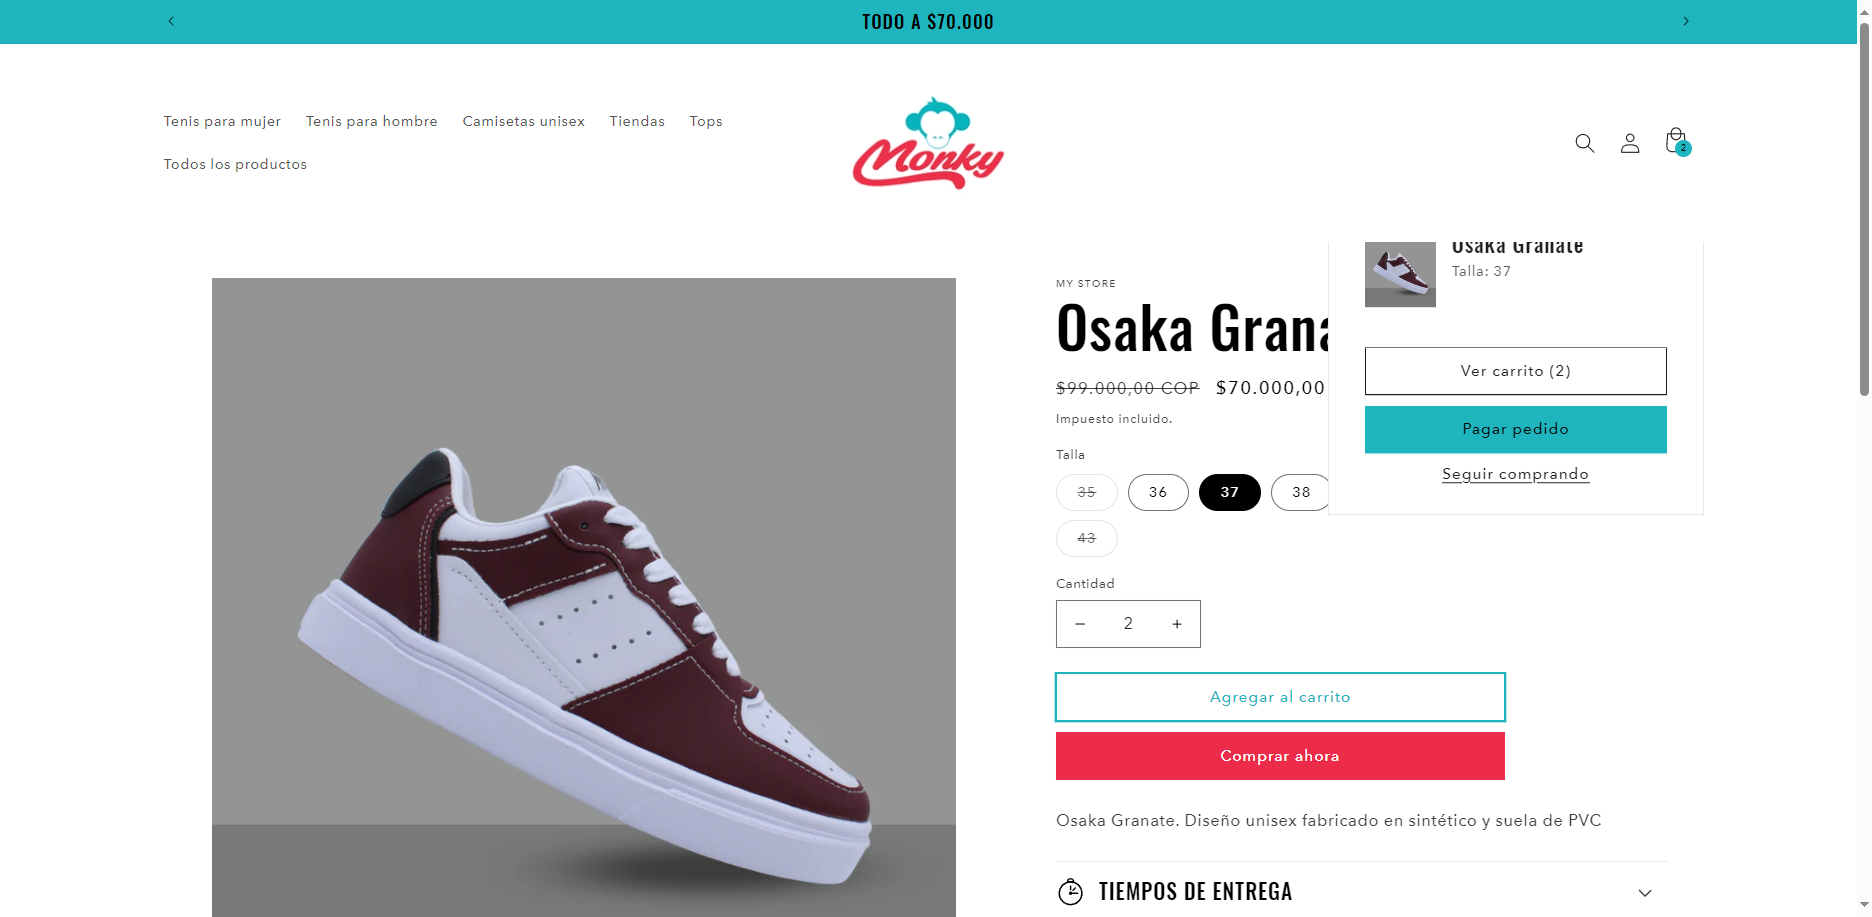 TODO A $70.000
Tenis para mujer
Tenis para hombre
Camisetas unisex
Tiendas
Tops
Todos los productos
Monky
2
Osaka Granate
Talla: 37
Ver carrito (2)
Pagar pedido
Seguir comprando
MY STORE
Osaka Grana
$99.000,00 COP $70.000,00
Impuesto incluido.
Talla
35 36 37 38
43
Cantidad
− 2 +
Agregar al carrito
Comprar ahora
Osaka Granate. Diseño unisex fabricado en sintético y suela de PVC
TIEMPOS DE ENTREGA